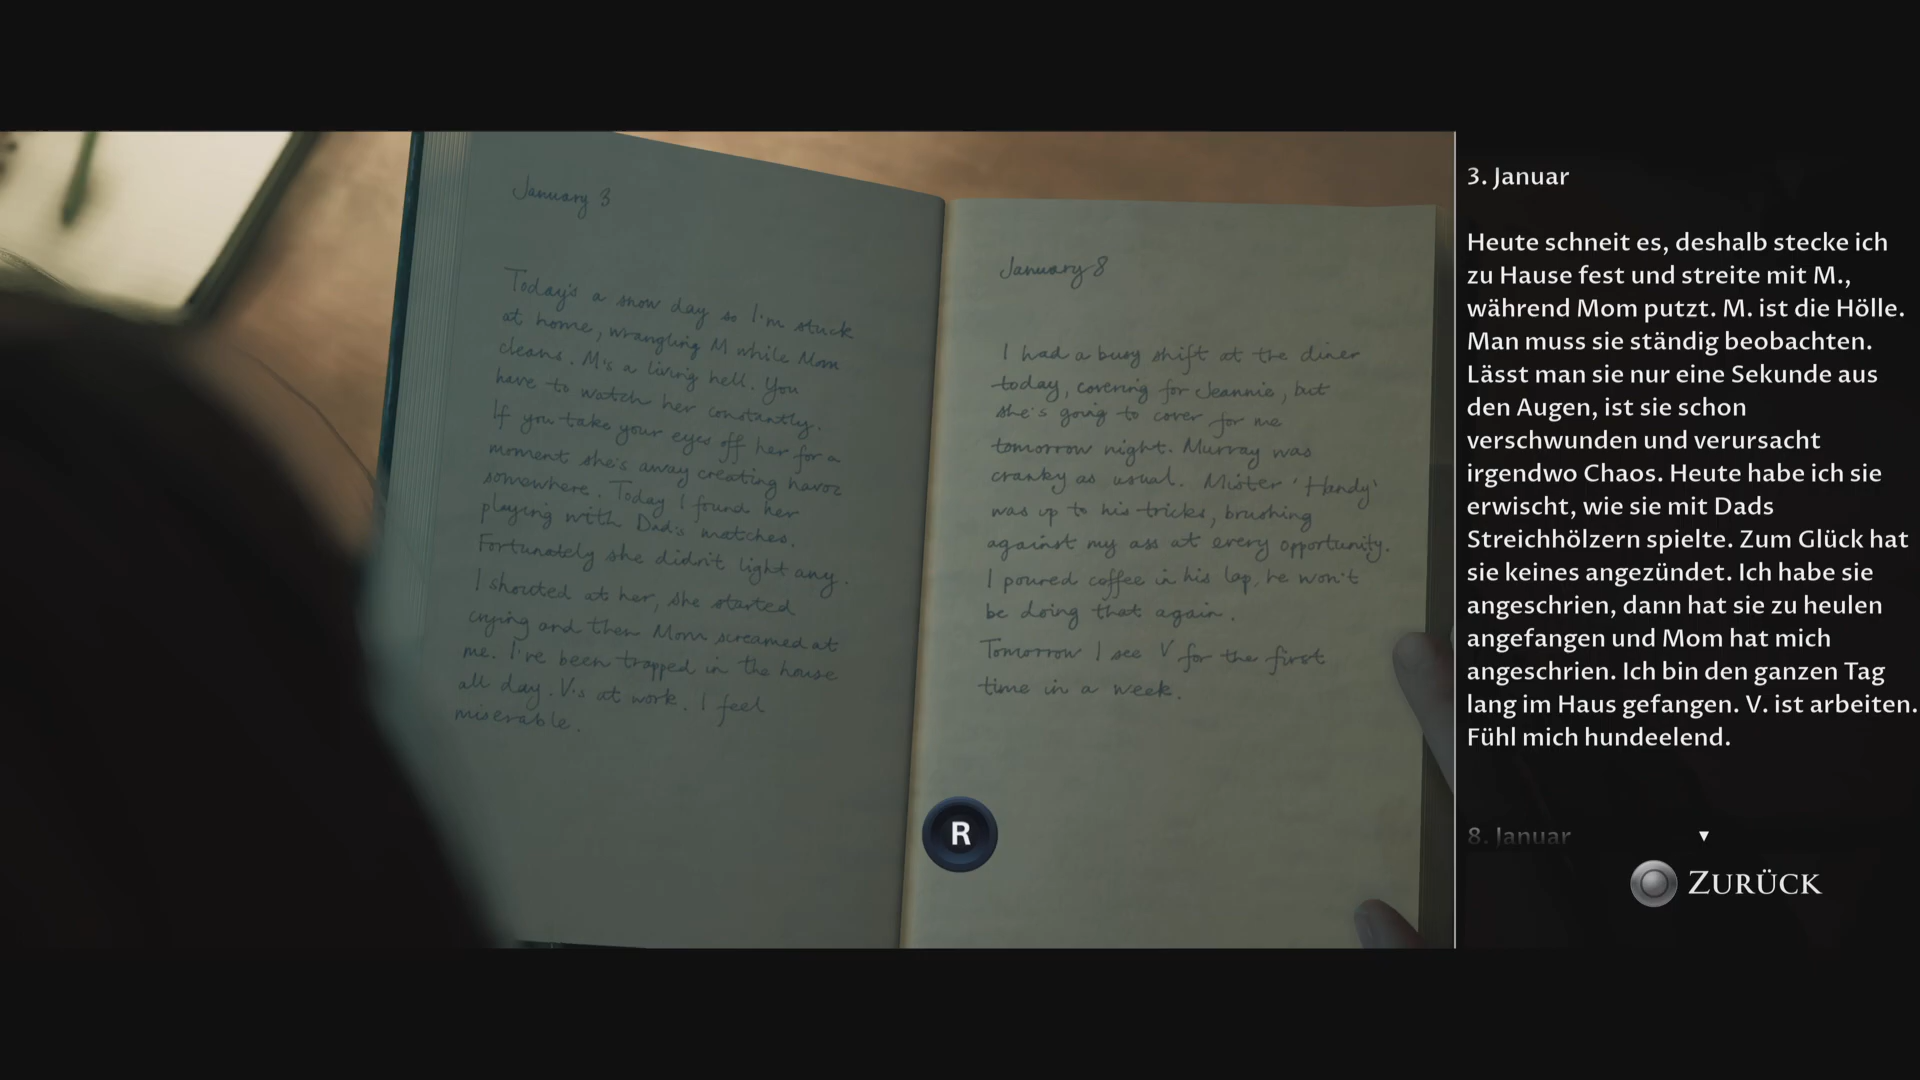 January 3
Today's a snow day so I'm stuck
at home, wrangling M while Mom
cleans. M's a living hell. You
have to watch her constantly.
If you take your eyes off her for a
moment she's away creating havoc
somewhere. Today I found her
playing with Dad's matches.
Fortunately she didn't light any.
I shouted at her, she started
crying and then Mom screamed at
me. I've been trapped in the house
all day. V's at work. I feel
miserable.
January 8
I had a busy shift at the diner
today, covering for Jeannie, but
she's going to cover for me
tomorrow night. Murray was
cranky as usual. Mister 'Handy'
was up to his tricks, brushing
against my ass at every opportunity.
I poured coffee in his lap, he won't
be doing that again.
Tomorrow I see V for the first
time in a week.
R
3. Januar
Heute schneit es, deshalb stecke ich
zu Hause fest und streite mit M.,
während Mom putzt. M. ist die Hölle.
Man muss sie ständig beobachten.
Lässt man sie nur eine Sekunde aus
den Augen, ist sie schon
verschwunden und verursacht
irgendwo Chaos. Heute habe ich sie
erwischt, wie sie mit Dads
Streichhölzern spielte. Zum Glück hat
sie keines angezündet. Ich habe sie
angeschrien, dann hat sie zu heulen
angefangen und Mom hat mich
angeschrien. Ich bin den ganzen Tag
lang im Haus gefangen. V. ist arbeiten.
Fühl mich hundeelend.
8. Januar
ZURÜCK